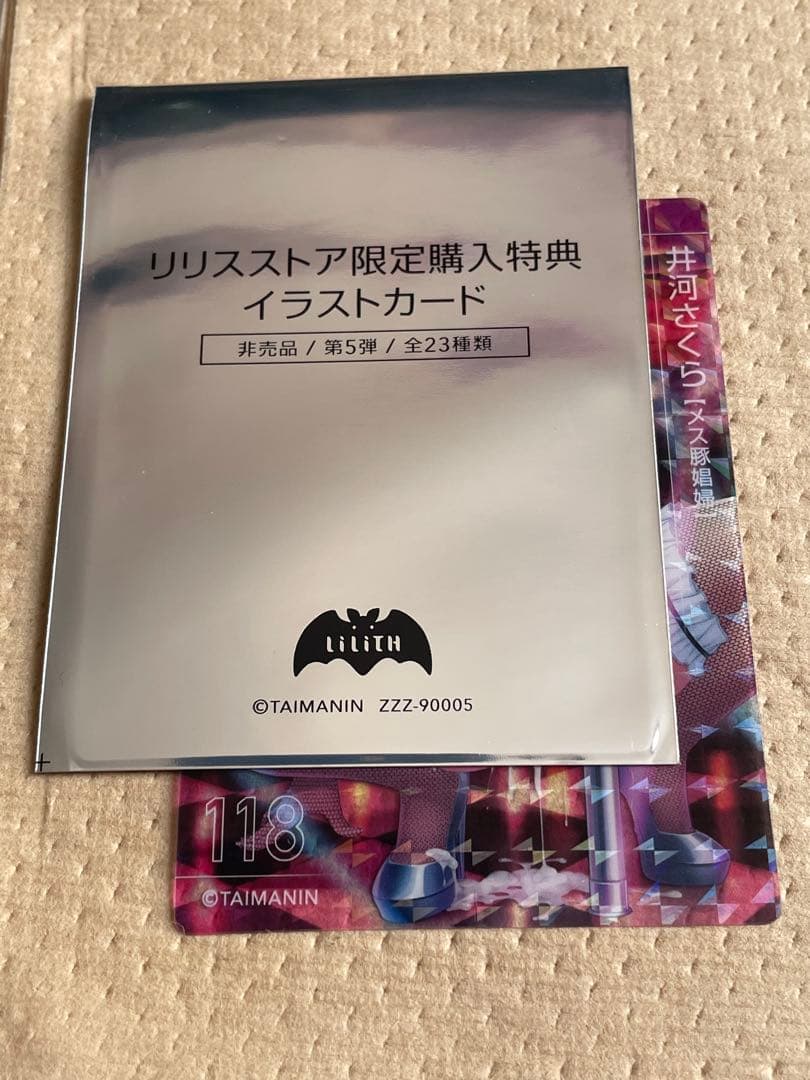 リリスストア限定購入特典
イラストカード
非売品 / 第5弾 / 全23種類
LiLiTH
©TAIMANIN ZZZ-90005
井河さくら【メス豚娼婦】
118
©TAIMANIN